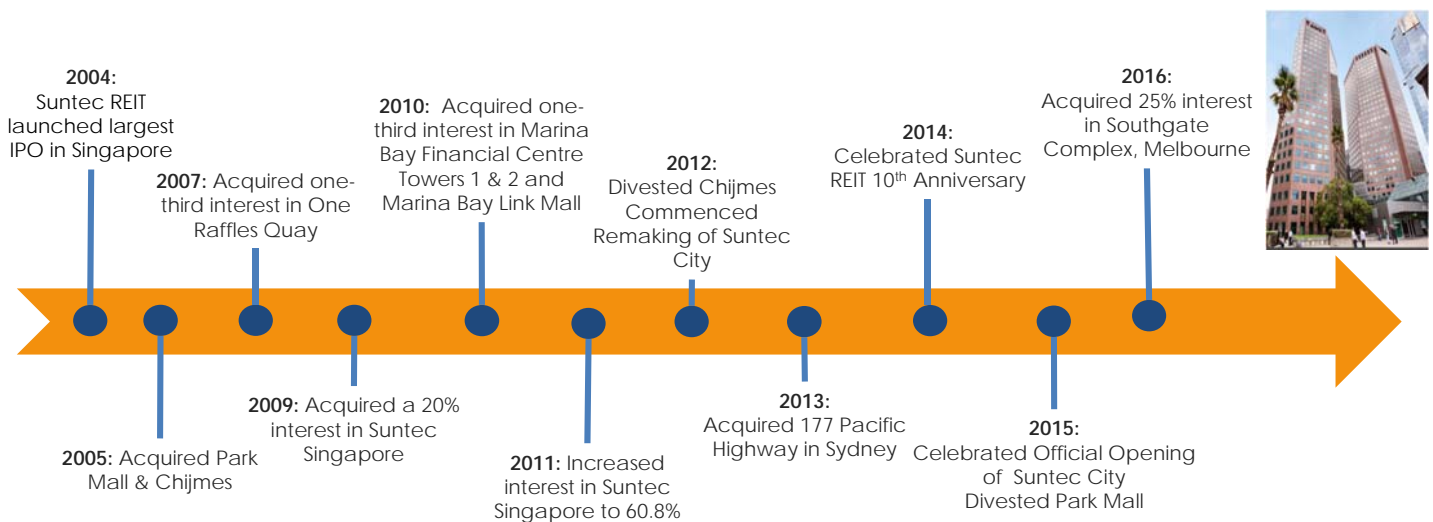 2004:
Suntec REIT
launched largest
IPO in Singapore
2005: Acquired Park
Mall & Chijmes
2007: Acquired one-
third interest in One
Raffles Quay
2009: Acquired a 20%
interest in Suntec
Singapore
2010: Acquired one-
third interest in Marina
Bay Financial Centre
Towers 1 & 2 and
Marina Bay Link Mall
2011: Increased
interest in Suntec
Singapore to 60.8%
2012:
Divested Chijmes
Commenced
Remaking of Suntec
City
2013:
Acquired 177 Pacific
Highway in Sydney
2014:
Celebrated Suntec
REIT 10th Anniversary
2015:
Celebrated Official Opening
of Suntec City
Divested Park Mall
2016:
Acquired 25% interest
in Southgate
Complex, Melbourne